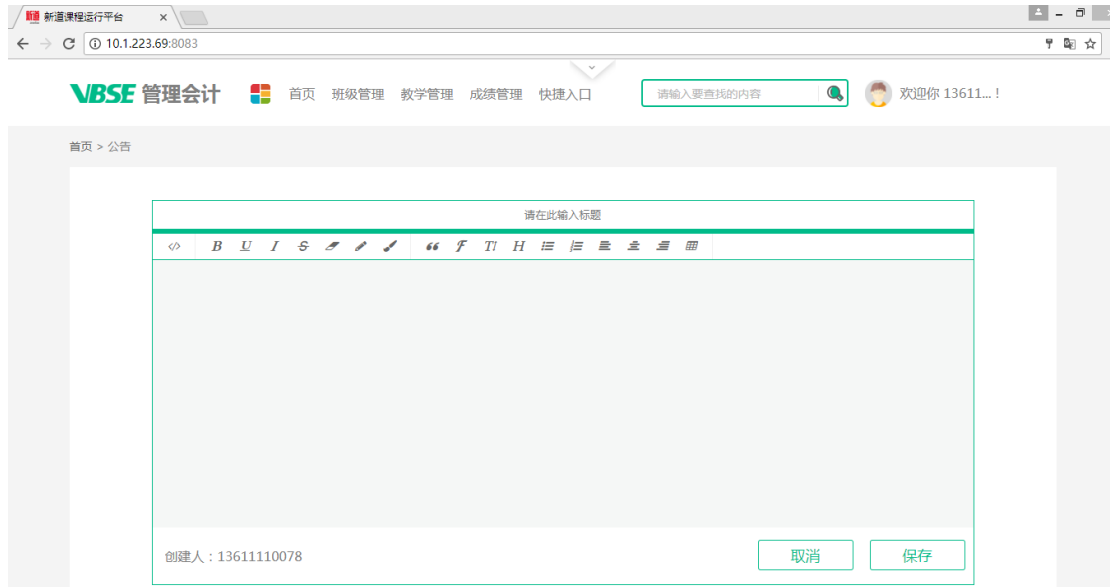 新道课程运行平台
10.1.223.69:8083
VBSE 管理会计 首页 班级管理 教学管理 成绩管理 快捷入口 请输入要查找的内容 欢迎你 13611... !
首页 > 公告
请在此输入标题
</> B U I S “ F TI H
创建人：13611110078 取消 保存